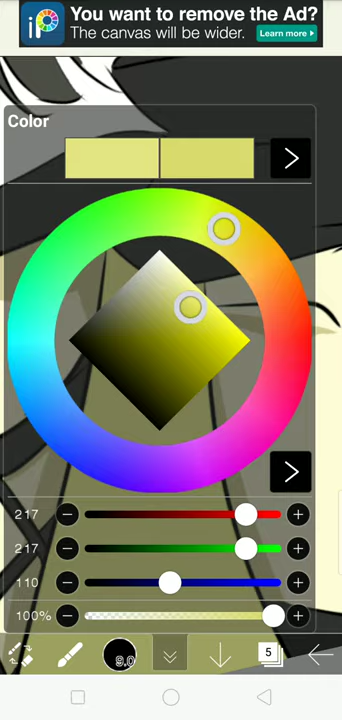 You want to remove the Ad?
The canvas will be wider.
Learn more
iP
Color
217
217
110
100%
9.0
5